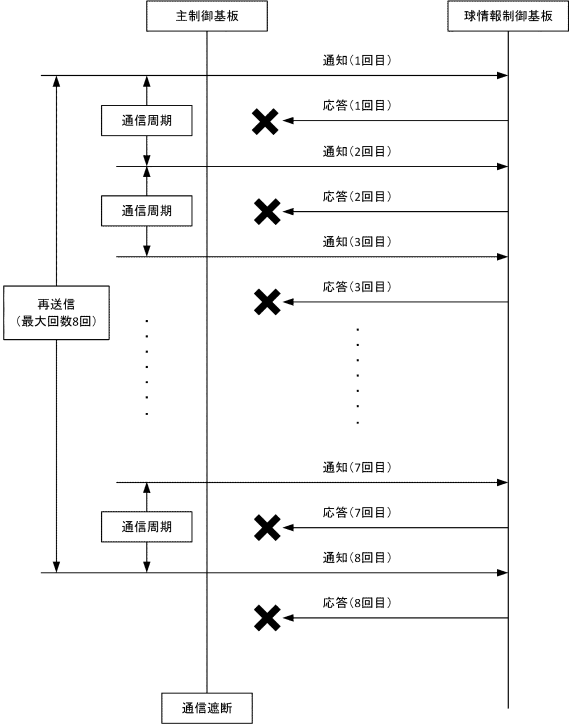 主制御基板
球情報制御基板
通知(1回目)
応答(1回目)
通信周期
通知(2回目)
応答(2回目)
通信周期
通知(3回目)
応答(3回目)
再送信
(最大回数8回)
通知(7回目)
応答(7回目)
通信周期
通知(8回目)
応答(8回目)
通信遮断